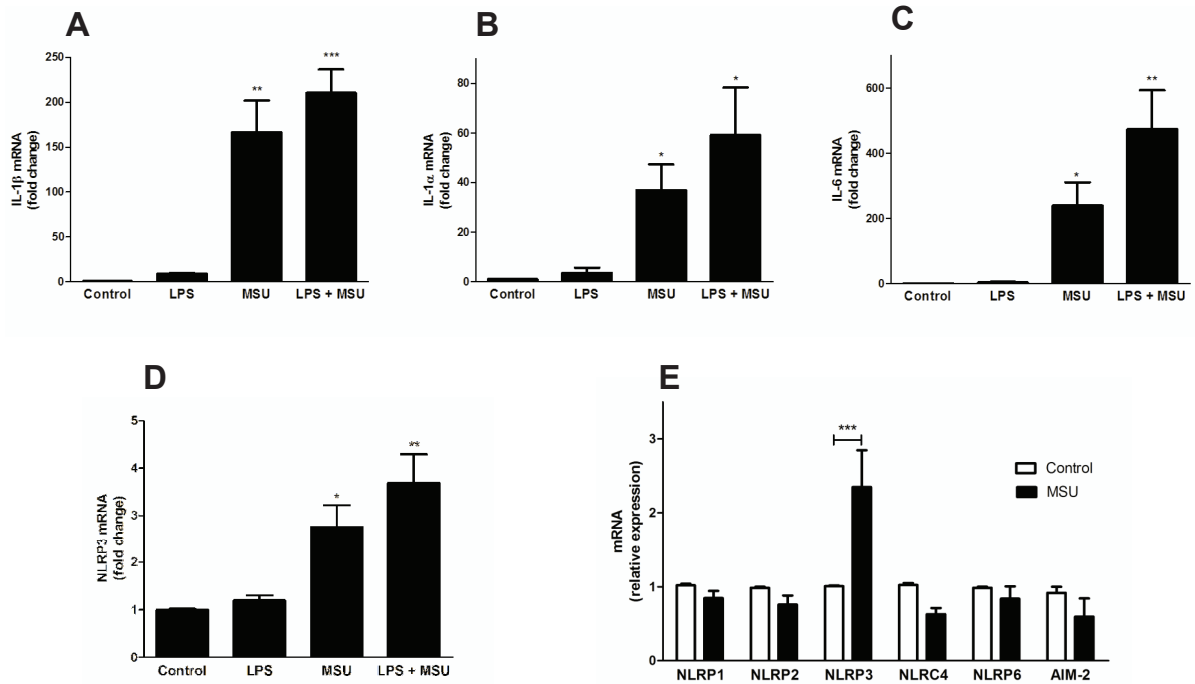 A
IL-1β mRNA
(fold change)
250
200
150
100
50
0
**
***
Control LPS MSU LPS + MSU
B
IL-1α mRNA
(fold change)
80
60
40
20
0
*
*
Control LPS MSU LPS + MSU
C
IL-6 mRNA
(fold change)
600
400
200
0
*
**
Control LPS MSU LPS + MSU
D
NLRP3 mRNA
(fold change)
5
4
3
2
1
0
*
**
Control LPS MSU LPS + MSU
E
mRNA
(relative expression)
3
2
1
0
***
Control
MSU
NLRP1 NLRP2 NLRP3 NLRC4 NLRP6 AIM-2